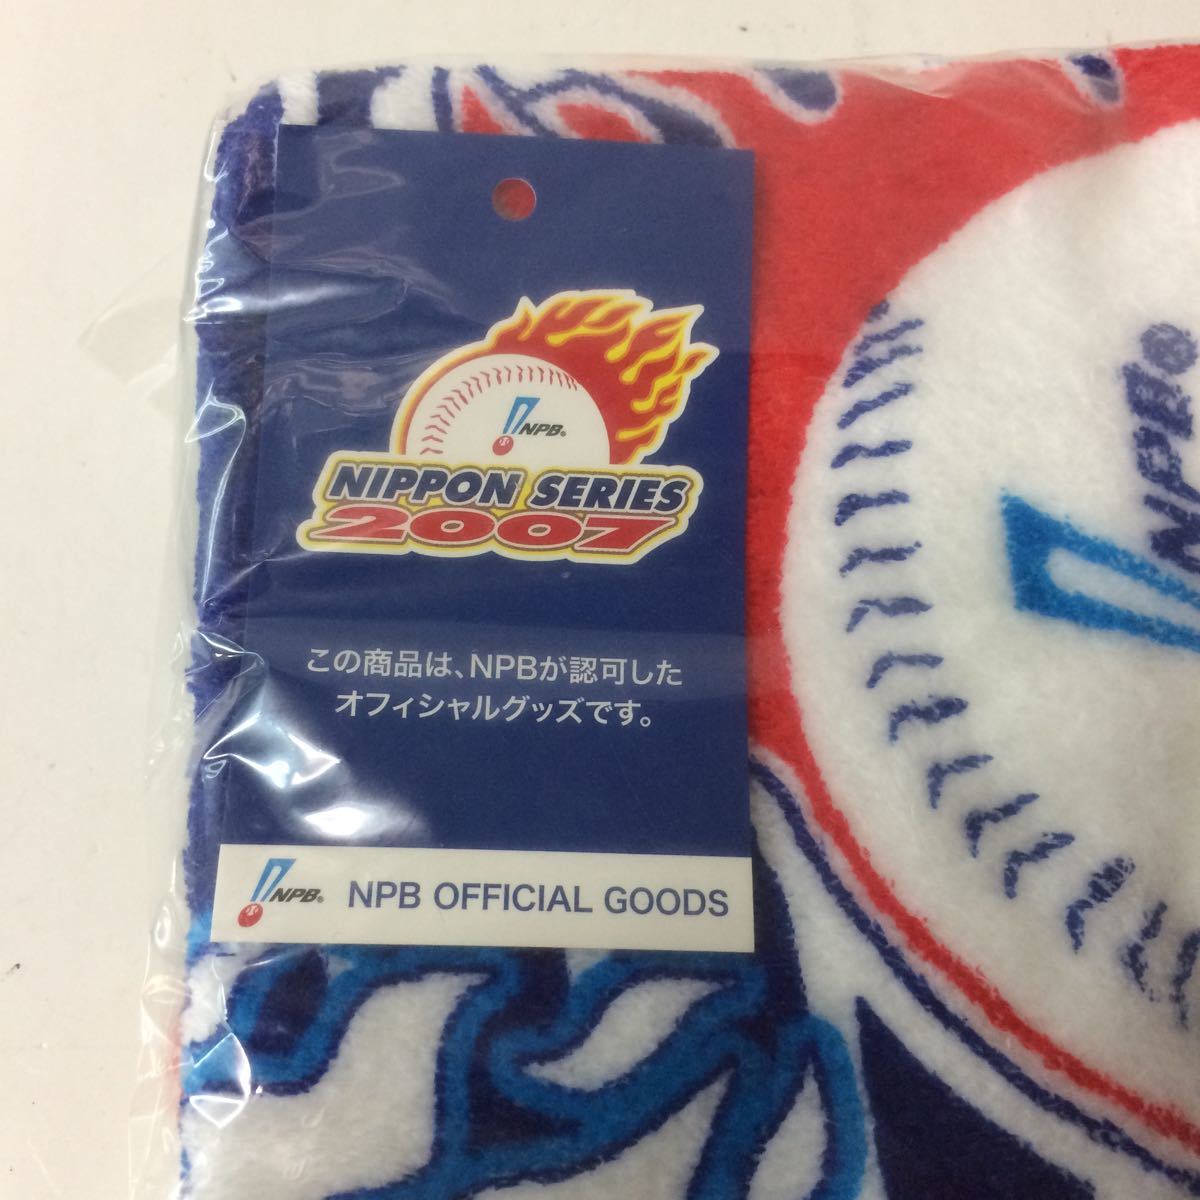 NPB®
NIPPON SERIES
2007
この商品は、NPBが認可した
オフィシャルグッズです。
NPB® NPB OFFICIAL GOODS
NPB®